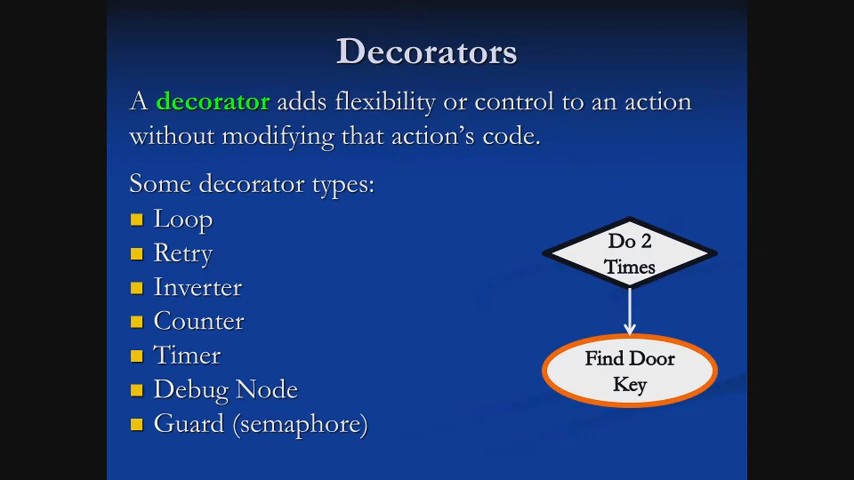 Decorators
A decorator adds flexibility or control to an action
without modifying that action's code.
Some decorator types:
Loop
Retry
Inverter
Counter
Timer
Debug Node
Guard (semaphore)
Do 2
Times
Find Door
Key